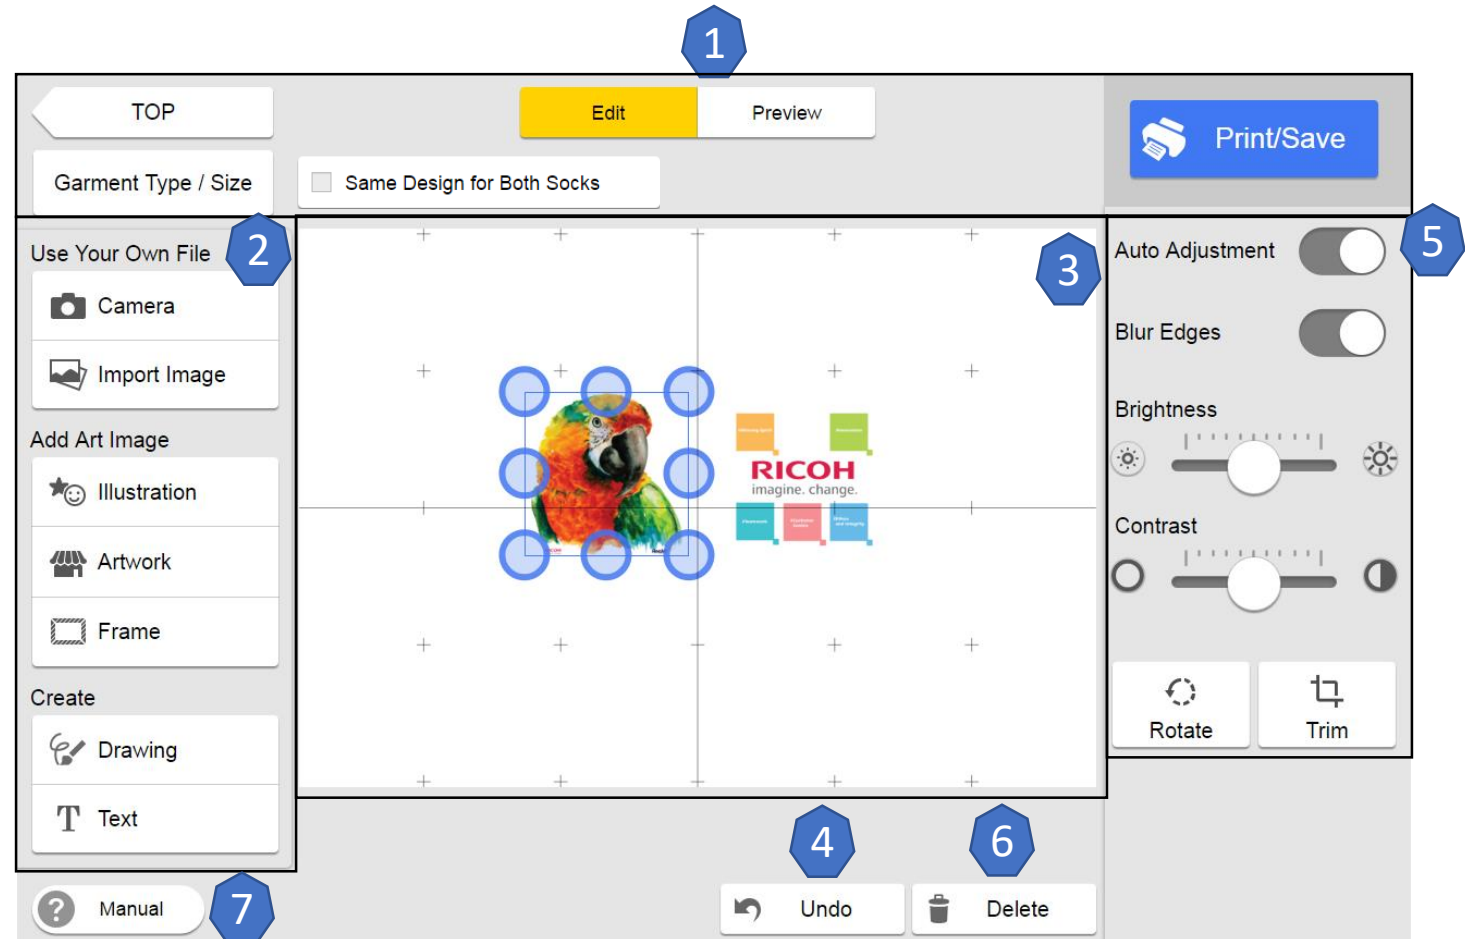 1
TOP
Edit
Preview
Print/Save
Garment Type / Size
Same Design for Both Socks
2
Use Your Own File
Camera
Import Image
Add Art Image
Illustration
Artwork
Frame
Create
Drawing
Text
3
RICOH
imagine. change.
5
Auto Adjustment
Blur Edges
Brightness
Contrast
Rotate
Trim
4
6
7
Manual
Undo
Delete